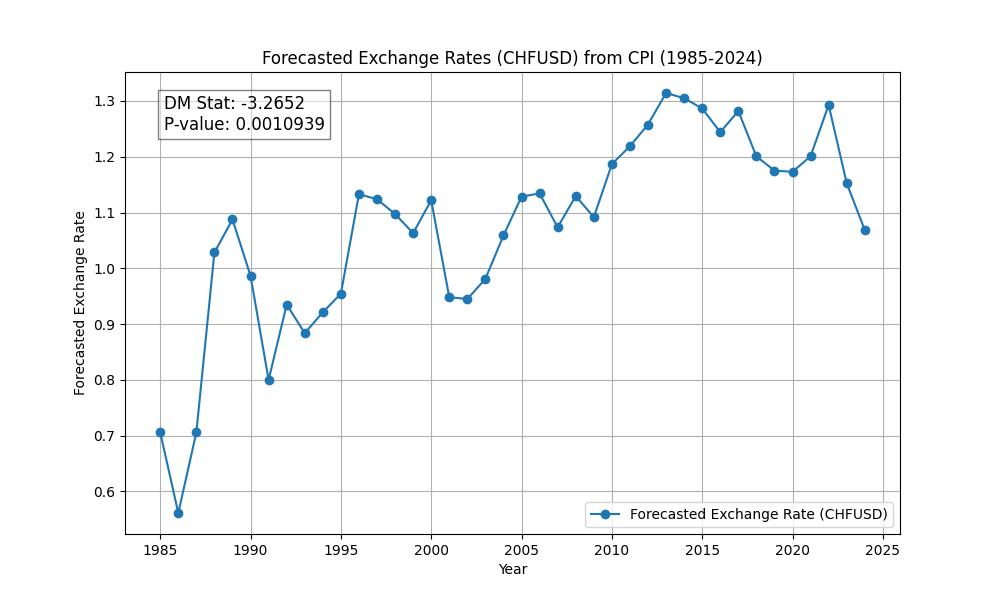 Forecasted Exchange Rates (CHFUSD) from CPI (1985-2024)
DM Stat: -3.2652
P-value: 0.0010939
Forecasted Exchange Rate
1.3
1.2
1.1
1.0
0.9
0.8
0.7
0.6
Forecasted Exchange Rate (CHFUSD)
1985 1990 1995 2000 2005 2010 2015 2020 2025
Year